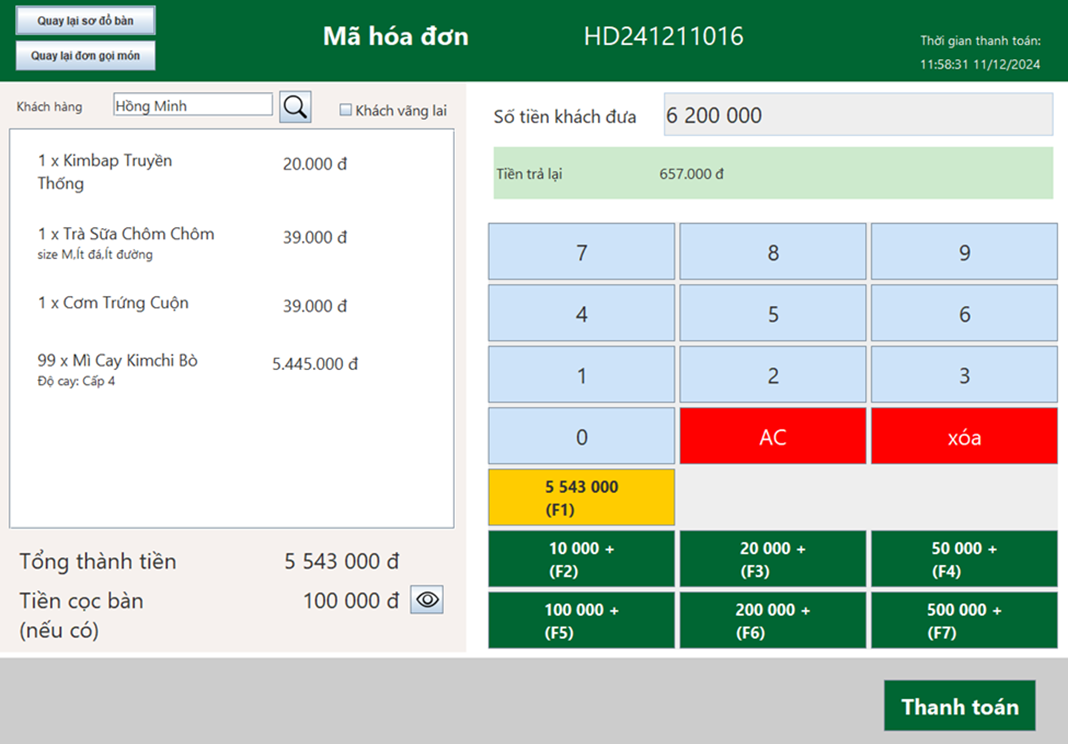 Quay lại sơ đồ bàn
Quay lại đơn gọi món
Mã hóa đơn
HD241211016
Thời gian thanh toán:
11:58:31 11/12/2024
Khách hàng
Hồng Minh
Khách vãng lai
1 x Kimbap Truyền
Thống
20.000 đ
1 x Trà Sữa Chôm Chôm
size M,Ít đá,Ít đường
39.000 đ
1 x Cơm Trứng Cuộn
39.000 đ
99 x Mì Cay Kimchi Bò
Độ cay: Cấp 4
5.445.000 đ
Tổng thành tiền
5 543 000 đ
Tiền cọc bàn
(nếu có)
100 000 đ
Số tiền khách đưa
6 200 000
Tiền trả lại
657.000 đ
7
8
9
4
5
6
1
2
3
0
AC
xóa
5 543 000
(F1)
10 000 +
(F2)
20 000 +
(F3)
50 000 +
(F4)
100 000 +
(F5)
200 000 +
(F6)
500 000 +
(F7)
Thanh toán